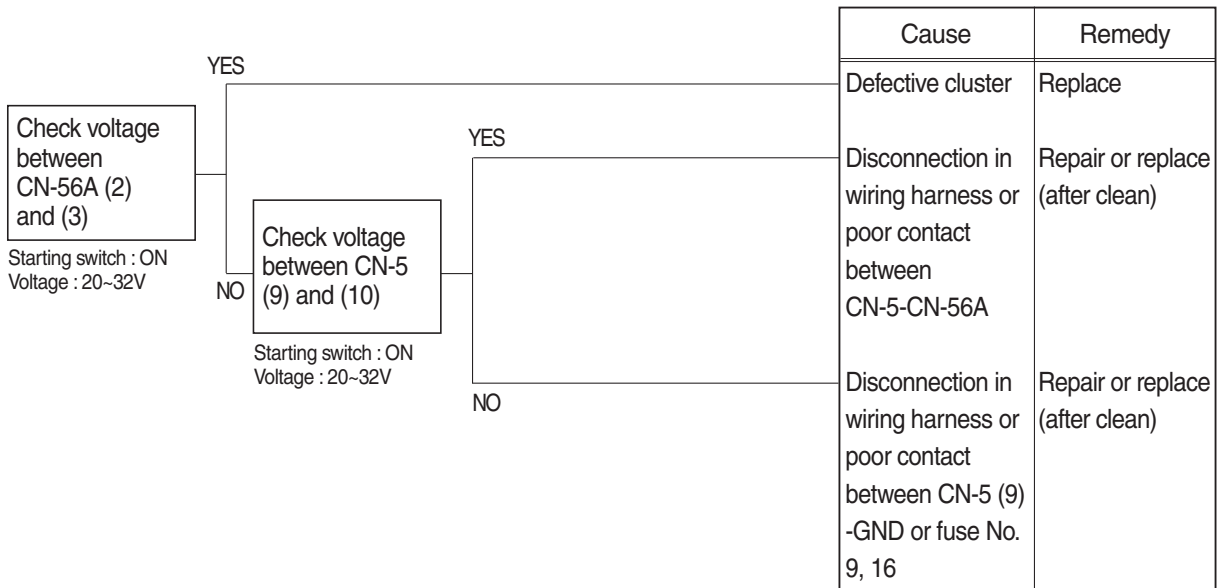 Cause
Remedy
YES
Defective cluster
Replace
Check voltage
between
CN-56A (2)
and (3)
Starting switch : ON
Voltage : 20~32V
YES
Disconnection in
wiring harness or
poor contact
between
CN-5-CN-56A
Repair or replace
(after clean)
NO
Check voltage
between CN-5
(9) and (10)
Starting switch : ON
Voltage : 20~32V
NO
Disconnection in
wiring harness or
poor contact
between CN-5 (9)
-GND or fuse No.
9, 16
Repair or replace
(after clean)